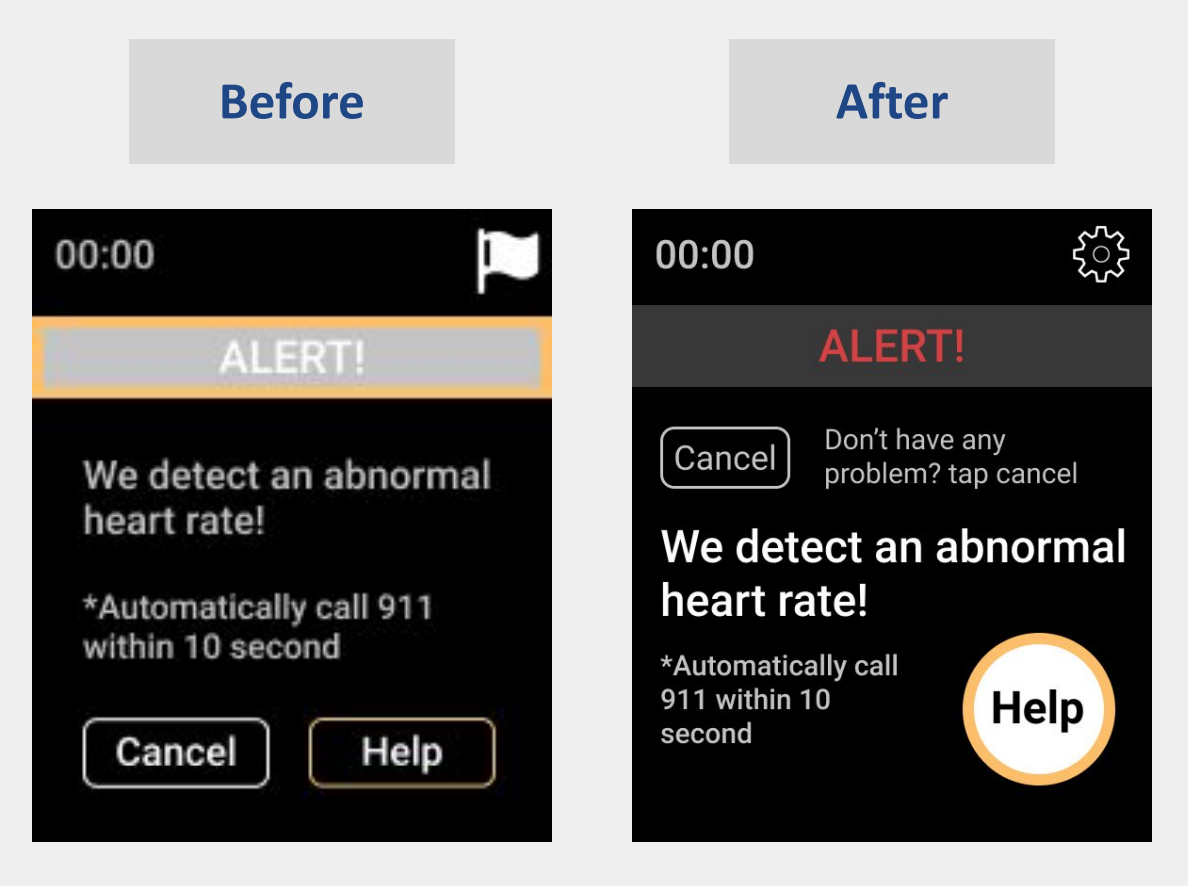 Before
00:00
ALERT!
We detect an abnormal
heart rate!
*Automatically call 911
within 10 second
Cancel
Help
After
00:00
ALERT!
Cancel
Don't have any
problem? tap cancel
We detect an abnormal
heart rate!
*Automatically call
911 within 10
second
Help